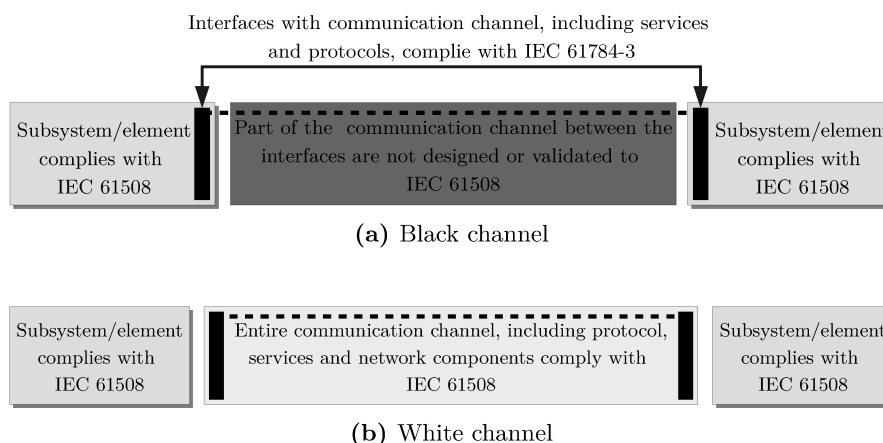 Interfaces with communication channel, including services
and protocols, complie with IEC 61784-3
Subsystem/element
complies with
IEC 61508
Part of the communication channel between the
interfaces are not designed or validated to
IEC 61508
Subsystem/element
complies with
IEC 61508
(a) Black channel
Subsystem/element
complies with
IEC 61508
Entire communication channel, including protocol,
services and network components comply with
IEC 61508
Subsystem/element
complies with
IEC 61508
(b) White channel